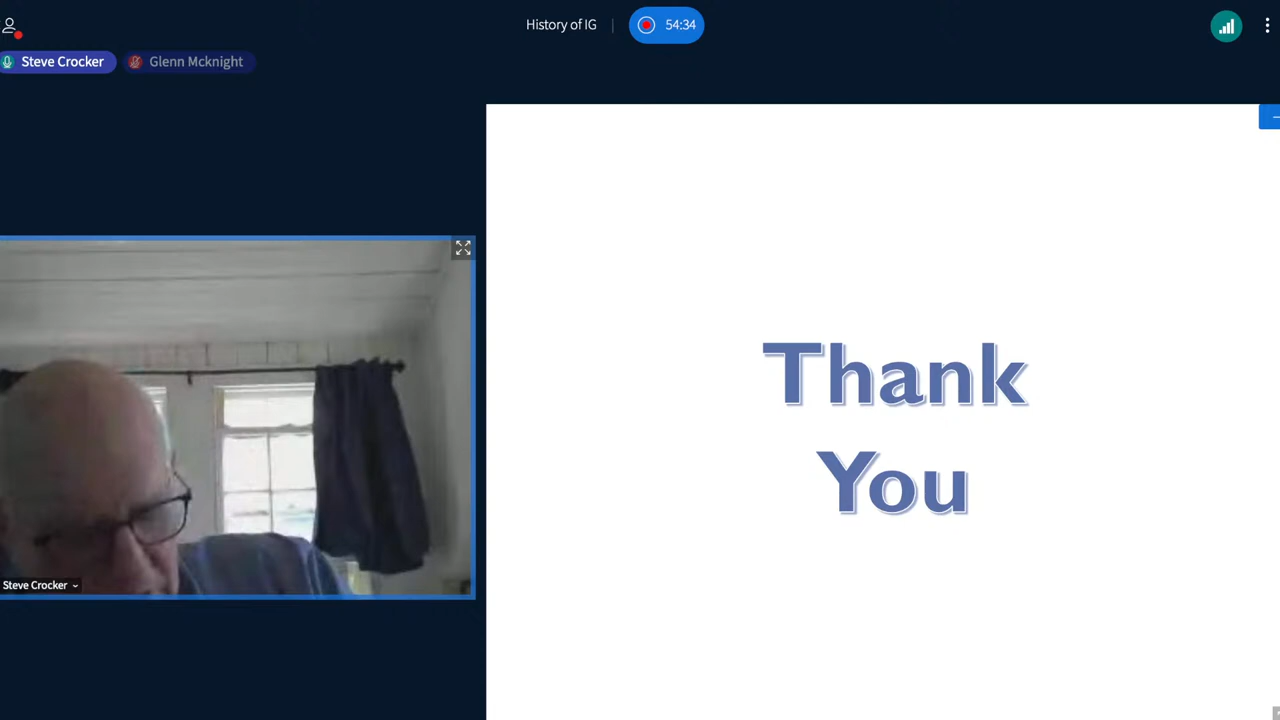 History of IG
54:34
Steve Crocker
Glenn Mcknight
Thank
You
Steve Crocker